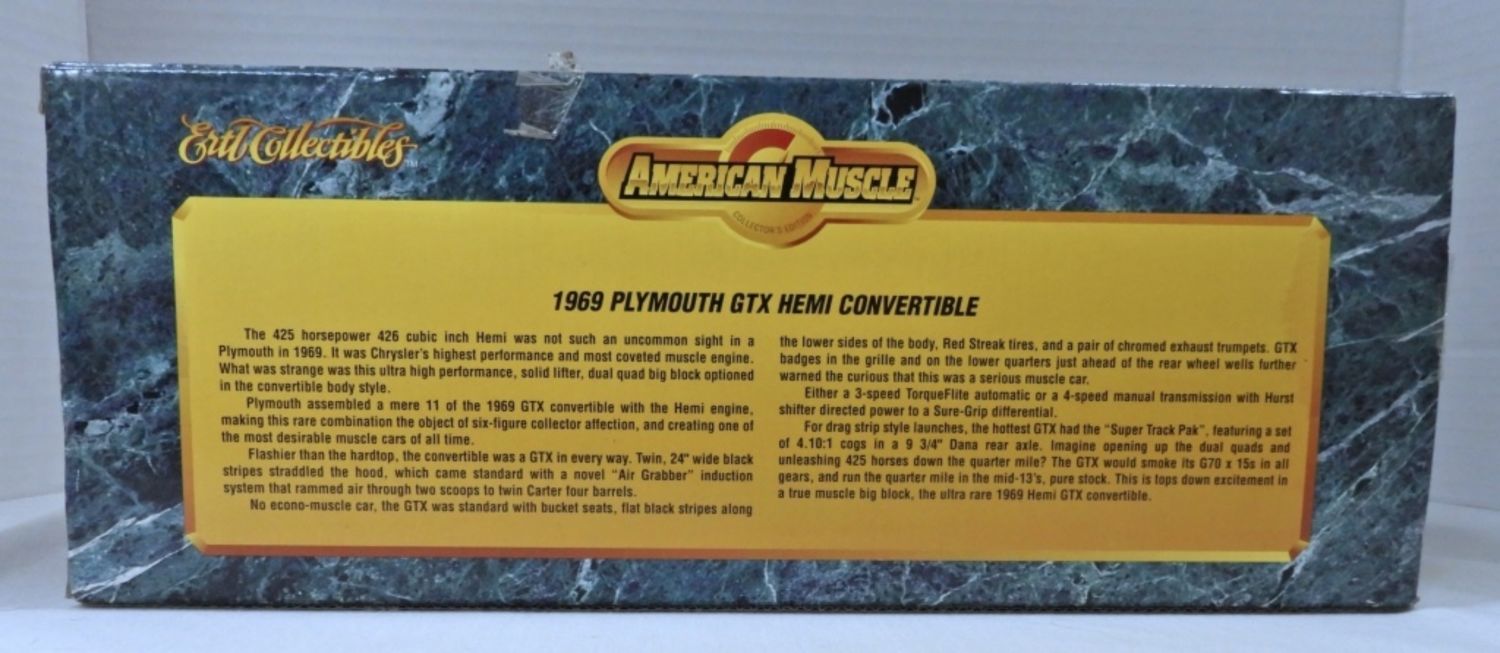 Ertl Collectibles™
AMERICAN MUSCLE™
COLLECTOR'S EDITION
1969 PLYMOUTH GTX HEMI CONVERTIBLE
The 425 horsepower 426 cubic inch Hemi was not such an uncommon sight in a
Plymouth in 1969. It was Chrysler's highest performance and most coveted muscle engine.
What was strange was this ultra high performance, solid lifter, dual quad big block optioned
in the convertible body style.
Plymouth assembled a mere 11 of the 1969 GTX convertible with the Hemi engine,
making this rare combination the object of six-figure collector affection, and creating one of
the most desirable muscle cars of all time.
Flashier than the hardtop, the convertible was a GTX in every way. Twin, 24" wide black
stripes straddled the hood, which came standard with a novel "Air Grabber" induction
system that rammed air through two scoops to twin Carter four barrels.
No econo-muscle car, the GTX was standard with bucket seats, flat black stripes along
the lower sides of the body, Red Streak tires, and a pair of chromed exhaust trumpets. GTX
badges in the grille and on the lower quarters just ahead of the rear wheel wells further
warned the curious that this was a serious muscle car.
Either a 3-speed TorqueFlite automatic or a 4-speed manual transmission with Hurst
shifter directed power to a Sure-Grip differential.
For drag strip style launches, the hottest GTX had the "Super Track Pak", featuring a set
of 4.10:1 cogs in a 9 3/4" Dana rear axle. Imagine opening up the dual quads and
unleashing 425 horses down the quarter mile? The GTX would smoke its G70 x 15s in all
gears, and run the quarter mile in the mid-13's, pure stock. This is tops down excitement in
a true muscle big block, the ultra rare 1969 Hemi GTX convertible.